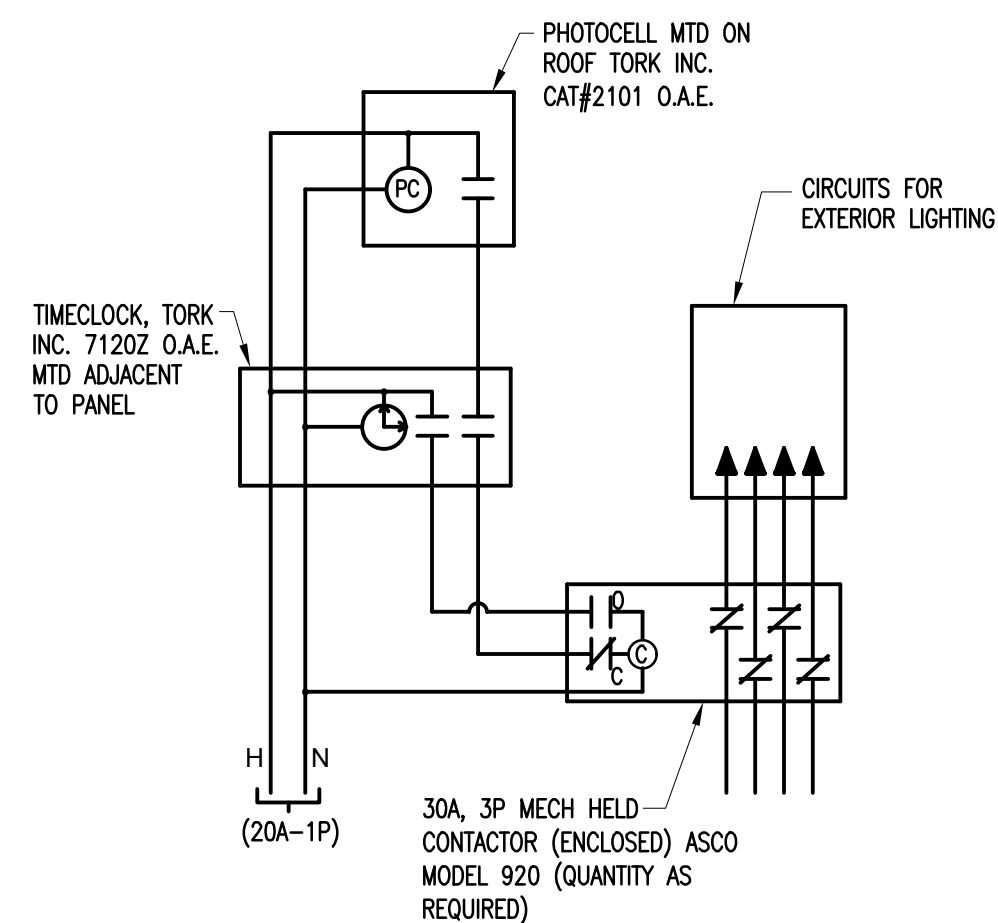 PHOTOCELL MTD ON
ROOF TORK INC.
CAT#2101 O.A.E.
PC
CIRCUITS FOR
EXTERIOR LIGHTING
TIMECLOCK, TORK
INC. 7120Z O.A.E.
MTD ADJACENT
TO PANEL
O
C
C
H N
(20A-1P)
30A, 3P MECH HELD
CONTACTOR (ENCLOSED) ASCO
MODEL 920 (QUANTITY AS
REQUIRED)